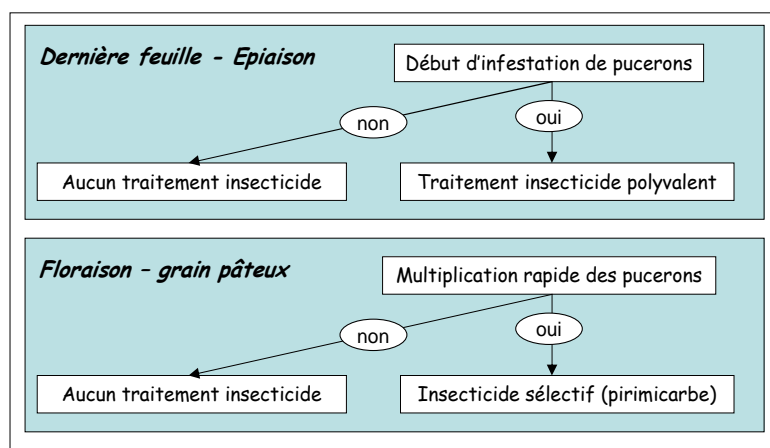 Dernière feuille - Epiaison
Début d'infestation de pucerons
non
oui
Aucun traitement insecticide
Traitement insecticide polyvalent
Floraison – grain pâteux
Multiplication rapide des pucerons
non
oui
Aucun traitement insecticide
Insecticide sélectif (pirimicarbe)